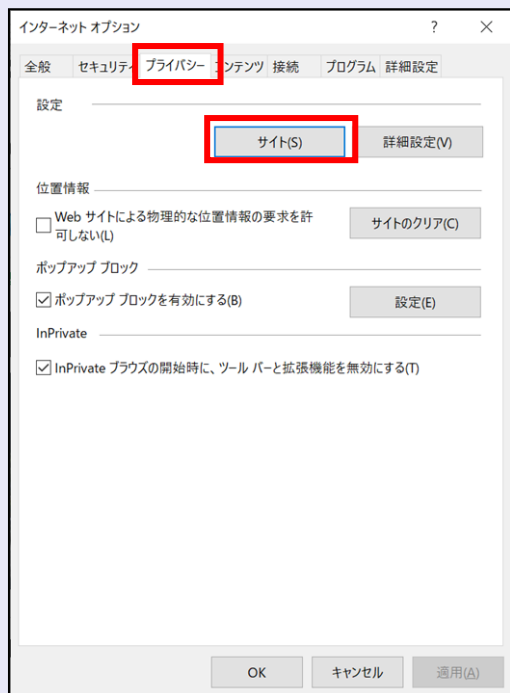 インターネット オプション ? ×
全般 セキュリティ プライバシー コンテンツ 接続 プログラム 詳細設定
設定
サイト(S) 詳細設定(V)
位置情報
Web サイトによる物理的な位置情報の要求を許
可しない(L)
サイトのクリア(C)
ポップアップ ブロック
ポップアップ ブロックを有効にする(B) 設定(E)
InPrivate
InPrivate ブラウズの開始時に、ツール バーと拡張機能を無効にする(T)
OK キャンセル 適用(A)